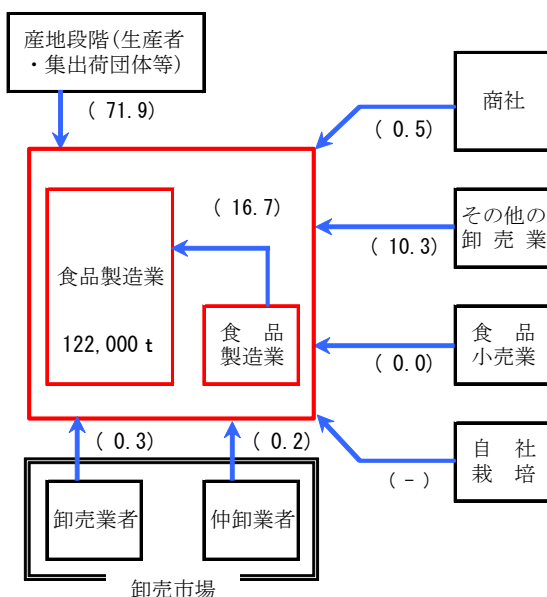 産地段階(生産者
・集出荷団体等)
( 71.9)
商社
( 0.5)
( 16.7)
その他の
卸 売 業
( 10.3)
食品製造業
122,000 t
食 品
製造業
食 品
小売業
( 0.0)
( 0.3)
( 0.2)
自 社
栽 培
( - )
卸売業者
仲卸業者
卸売市場